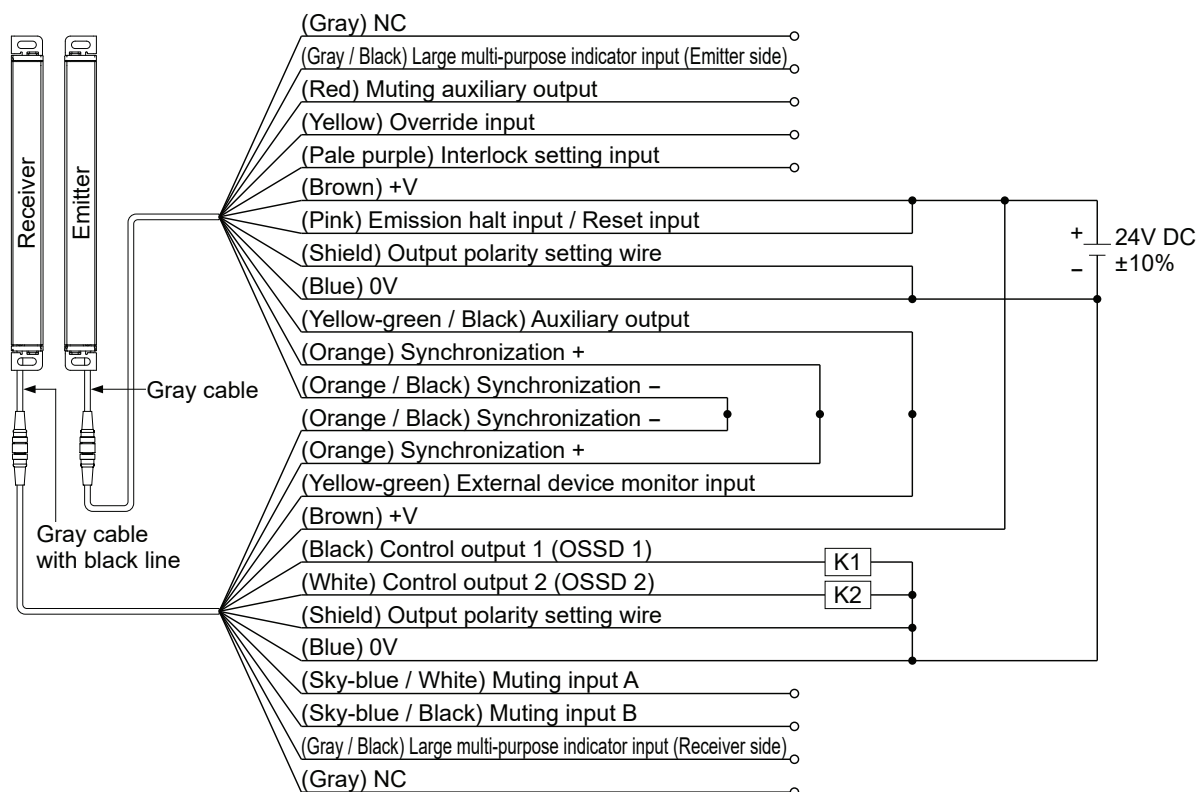 (Gray) NC
(Gray / Black) Large multi-purpose indicator input (Emitter side)
(Red) Muting auxiliary output
(Yellow) Override input
(Pale purple) Interlock setting input
(Brown) +V
(Pink) Emission halt input / Reset input
(Shield) Output polarity setting wire
(Blue) 0V
(Yellow-green / Black) Auxiliary output
(Orange) Synchronization +
(Orange / Black) Synchronization –
(Orange / Black) Synchronization –
(Orange) Synchronization +
(Yellow-green) External device monitor input
(Brown) +V
(Black) Control output 1 (OSSD 1)
(White) Control output 2 (OSSD 2)
(Shield) Output polarity setting wire
(Blue) 0V
(Sky-blue / White) Muting input A
(Sky-blue / Black) Muting input B
(Gray / Black) Large multi-purpose indicator input (Receiver side)
(Gray) NC
Receiver
Emitter
Gray cable
Gray cable
with black line
K1
K2
+
–
24V DC
±10%